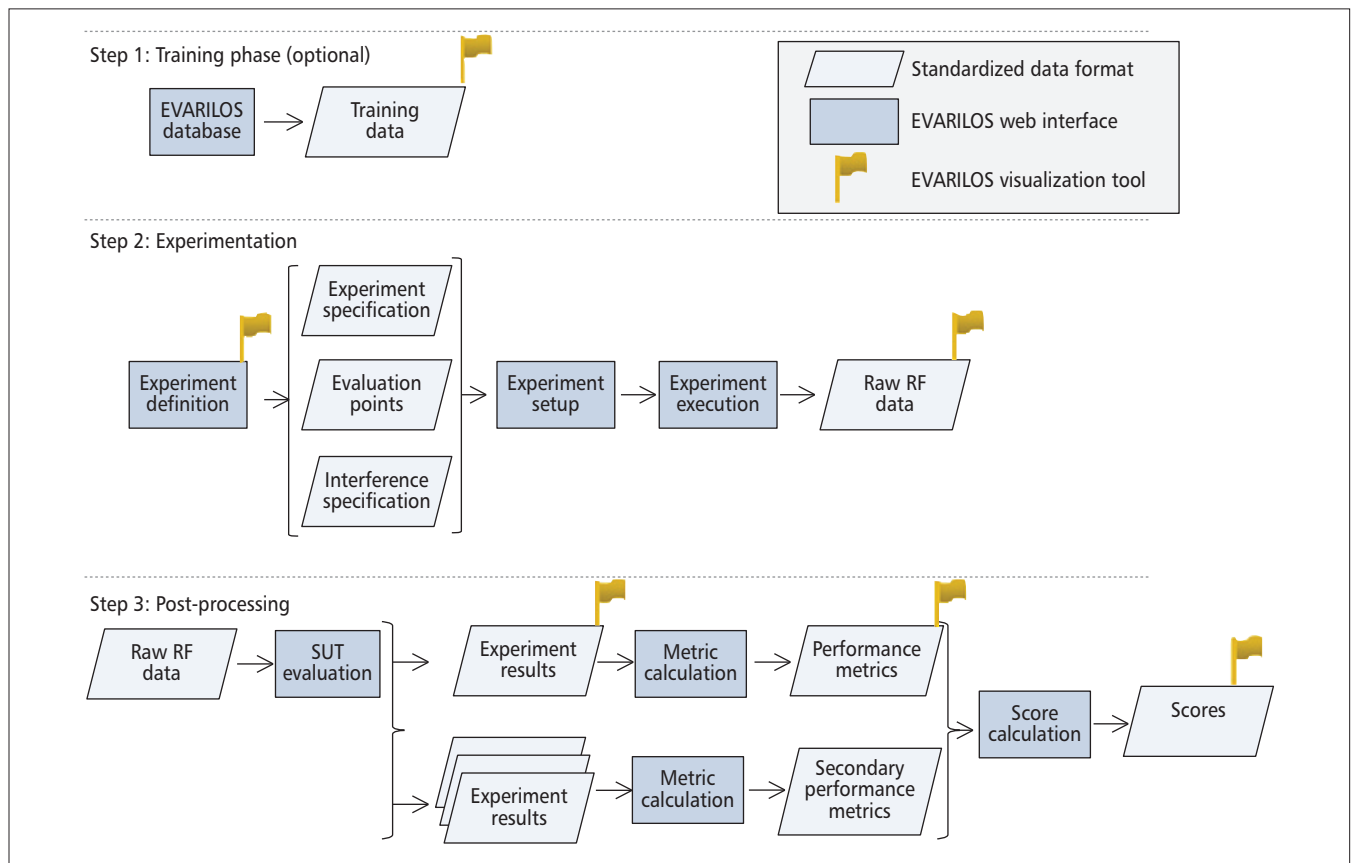 Step 1: Training phase (optional)
EVARILOS
database
Training
data
Standardized data format
EVARILOS web interface
EVARILOS visualization tool
Step 2: Experimentation
Experiment
definition
Experiment
specification
Evaluation
points
Interference
specification
Experiment
setup
Experiment
execution
Raw RF
data
Step 3: Post-processing
Raw RF
data
SUT
evaluation
Experiment
results
Metric
calculation
Performance
metrics
Experiment
results
Metric
calculation
Secondary
performance
metrics
Score
calculation
Scores